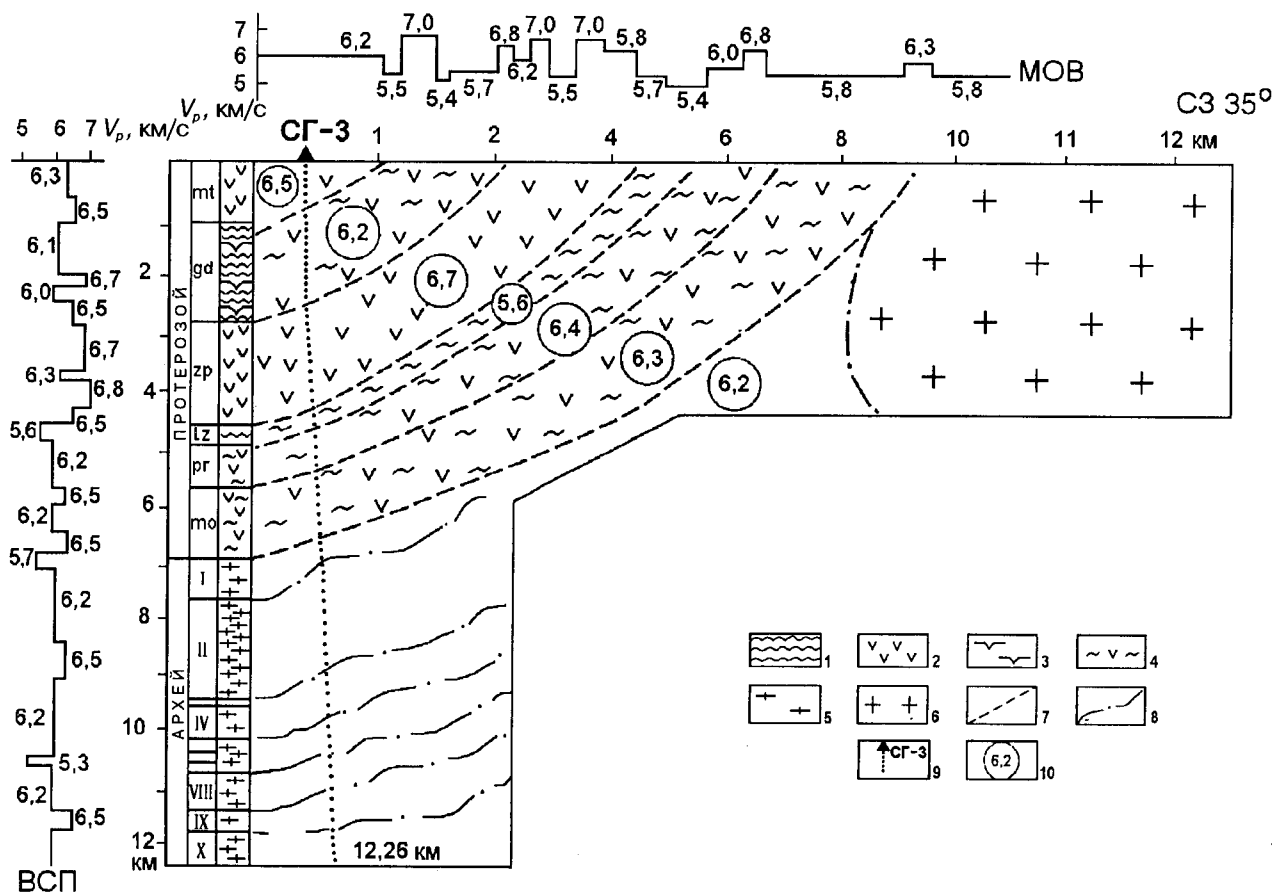 7
6
5
6,2
7,0
6,8
7,0
7,0
5,8
6,0
6,8
6,3
5,5
5,4
5,7
6,2
5,5
5,7
5,4
5,8
5,8
МОВ
СЗ 35°
Vp, КМ/С
5 6 7 Vp, КМ/С
СГ-3
1 2 4 6 8 10 11 12 КМ
6,3
6,5
6,1
6,7
6,0
6,5
6,7
6,3
6,8
6,5
5,6
6,2
6,5
6,2
6,5
5,7
6,2
6,5
6,2
5,3
6,2
6,5
ВСП
2
4
6
8
10
12
КМ
ПРОТЕРОЗОЙ
АРХЕЙ
mt
gd
zp
lz
pr
mo
I
II
IV
VIII
IX
X
6,5
6,2
6,7
5,6
6,4
6,3
6,2
12,26 КМ
1
2
3
4
5
6
7
8
СГ-3 9
6,2 10